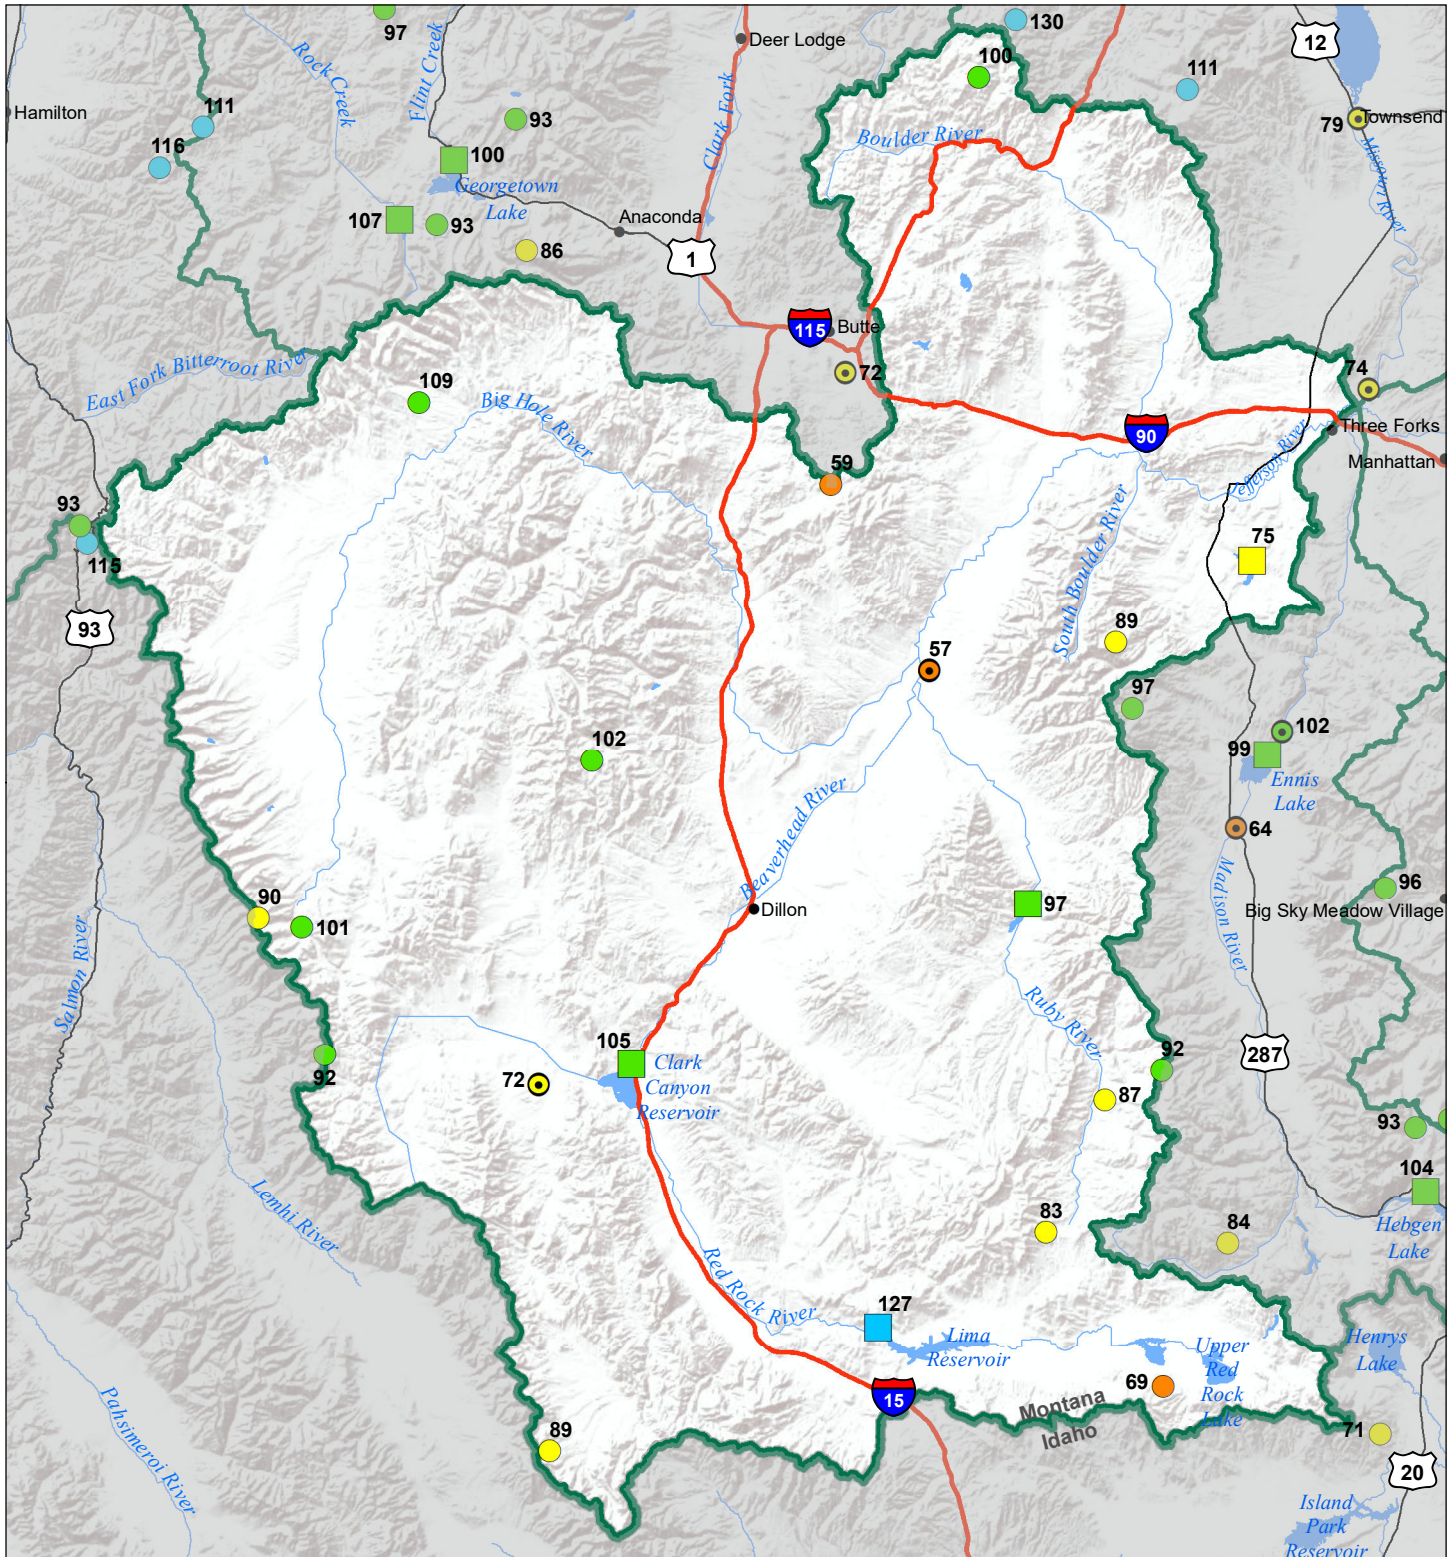 97
130
Deer Lodge
12
100
Rock Creek
Flint Creek
Clark Fork
111
Hamilton
111
93
79
Townsend
116
100
Boulder River
Missouri River
Georgetown
Lake
107
93
Anaconda
86
1
115
Butte
72
74
East Fork Bitterroot River
109
Big Hole River
90
Three Forks
Manhattan
59
Jefferson River
93
115
75
South Boulder River
93
89
57
97
102
99
Ennis
Lake
102
Beaverhead River
64
Madison River
90
101
96
Big Sky Meadow Village
97
Dillon
Salmon River
Ruby River
105
Clark
Canyon
Reservoir
92
72
92
287
87
93
104
Lemhi River
83
84
Hebgen
Lake
Red Rock River
127
Lima
Reservoir
Upper
Red
Rock
Lake
Henrys
Lake
69
15
Montana
Idaho
Pahsimeroi River
89
71
20
Island
Park
Reservoir